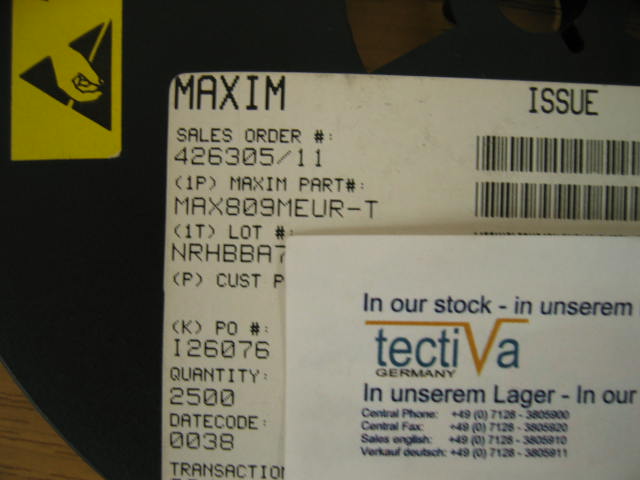 MAXIM
ISSUE
SALES ORDER #:
426305/11
(1P) MAXIM PART#:
MAX809MEUR-T
(1T) LOT #:
NRHBBA7
(P) CUST P
(K) PO #:
I26076
QUANTITY:
2500
DATECODE:
0038
TRANSACTION
In our stock - in unserem
tectiva
GERMANY
In unserem Lager - In our
Central Phone: +49 (0) 7128 - 3805900
Central Fax: +49 (0) 7128 - 3805920
Sales english: +49 (0) 7128 - 3805910
Verkauf deutsch: +49 (0) 7128 - 3805911